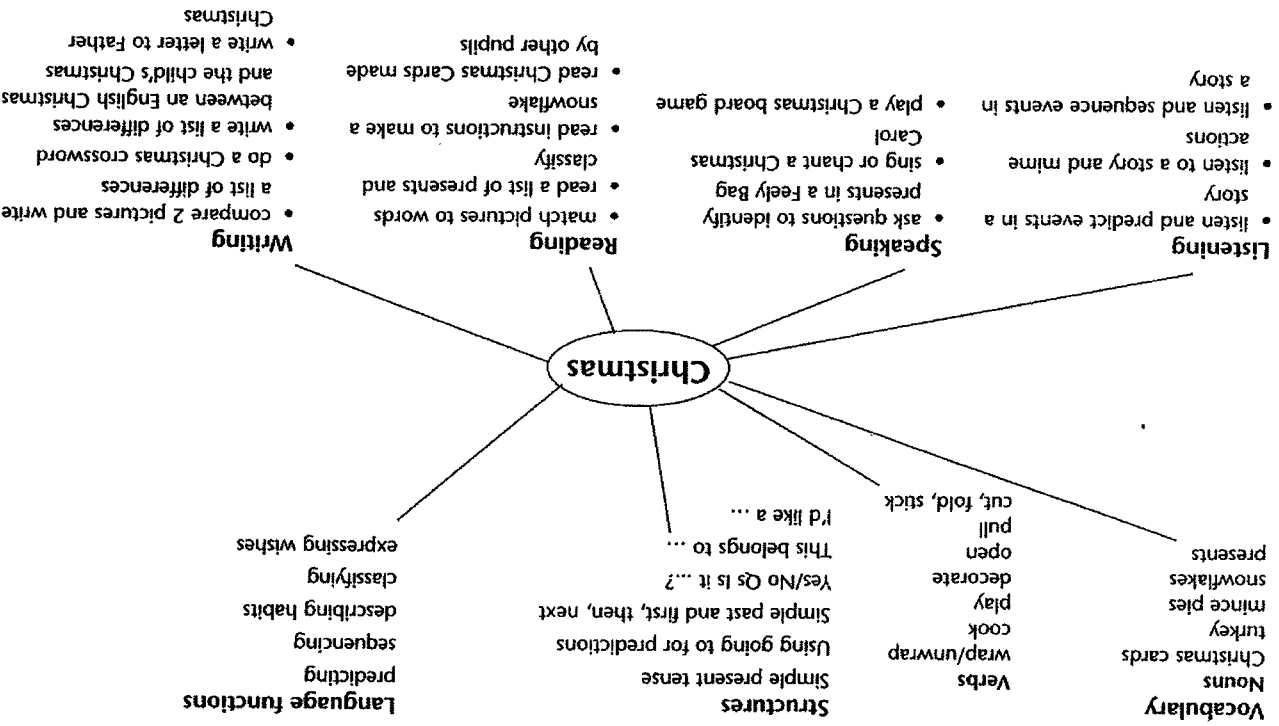 Vocabulary
Nouns
Christmas cards
turkey
mince pies
snowflakes
presents
Verbs
wrap/unwrap
cook
play
decorate
open
pull
cut, fold, stick
Structures
Simple present tense
Using going to for predictions
Simple past and first, then, next
Yes/No Qs Is it ...?
This belongs to ...
I'd like a ...
Language functions
predicting
sequencing
describing habits
classifying
expressing wishes
Christmas
Listening
• listen and predict events in a
story
• listen to a story and mime
actions
• listen and sequence events in
a story
Speaking
• ask questions to identify
presents in a Feely Bag
• sing or chant a Christmas
Carol
• play a Christmas board game
Reading
• match pictures to words
• read a list of presents and
classify
• read instructions to make a
snowflake
• read Christmas Cards made
by other pupils
Writing
• compare 2 pictures and write
a list of differences
• do a Christmas crossword
• write a list of differences
between an English Christmas
and the child's Christmas
• write a letter to Father
Christmas